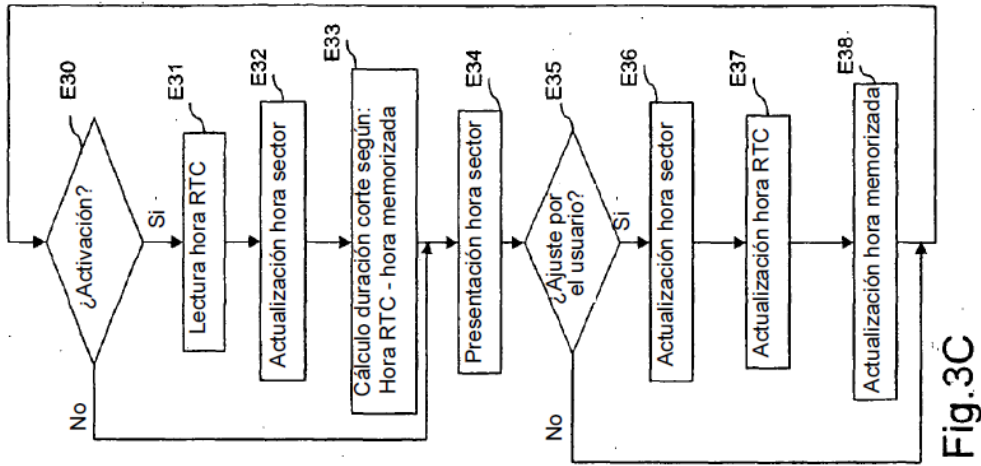 E30
¿Activación?
No
Si
E31
Lectura hora RTC
E32
Actualización hora sector
E33
Cálculo duración corte según:
Hora RTC - hora memorizada
E34
Presentación hora sector
E35
¿Ajuste por
el usuario?
No
Si
E36
Actualización hora sector
E37
Actualización hora RTC
E38
Actualización hora memorizada
Fig.3C